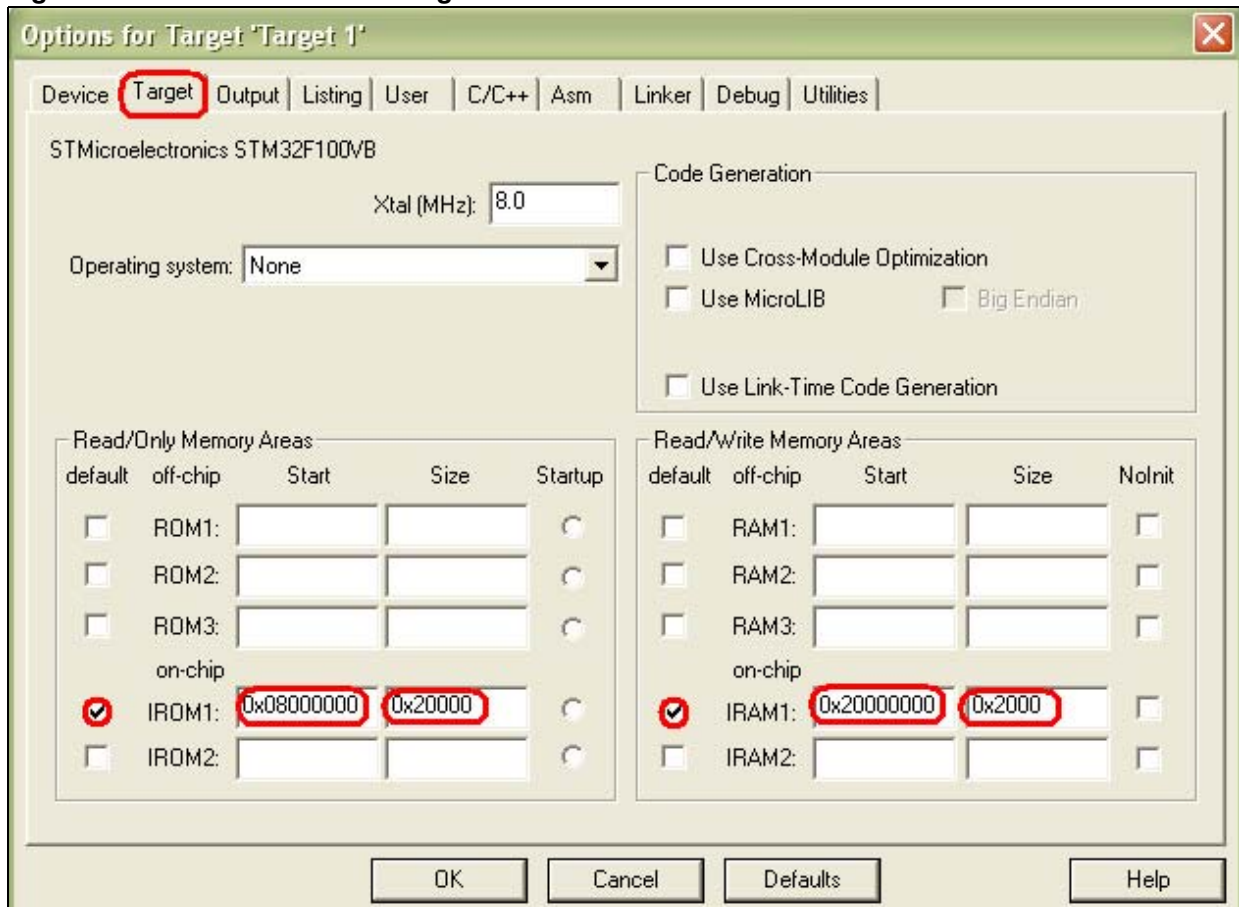 Options for Target 'Target 1'
Device Target Output Listing User C/C++ Asm Linker Debug Utilities
STMicroelectronics STM32F100VB
Xtal (MHz): 8.0
Operating system: None
Code Generation
Use Cross-Module Optimization
Use MicroLIB Big Endian
Use Link-Time Code Generation
Read/Only Memory Areas
default off-chip Start Size Startup
ROM1:
ROM2:
ROM3:
on-chip
IROM1: 0x08000000 0x20000
IROM2:
Read/Write Memory Areas
default off-chip Start Size NoInit
RAM1:
RAM2:
RAM3:
on-chip
IRAM1: 0x20000000 0x2000
IRAM2:
OK Cancel Defaults Help